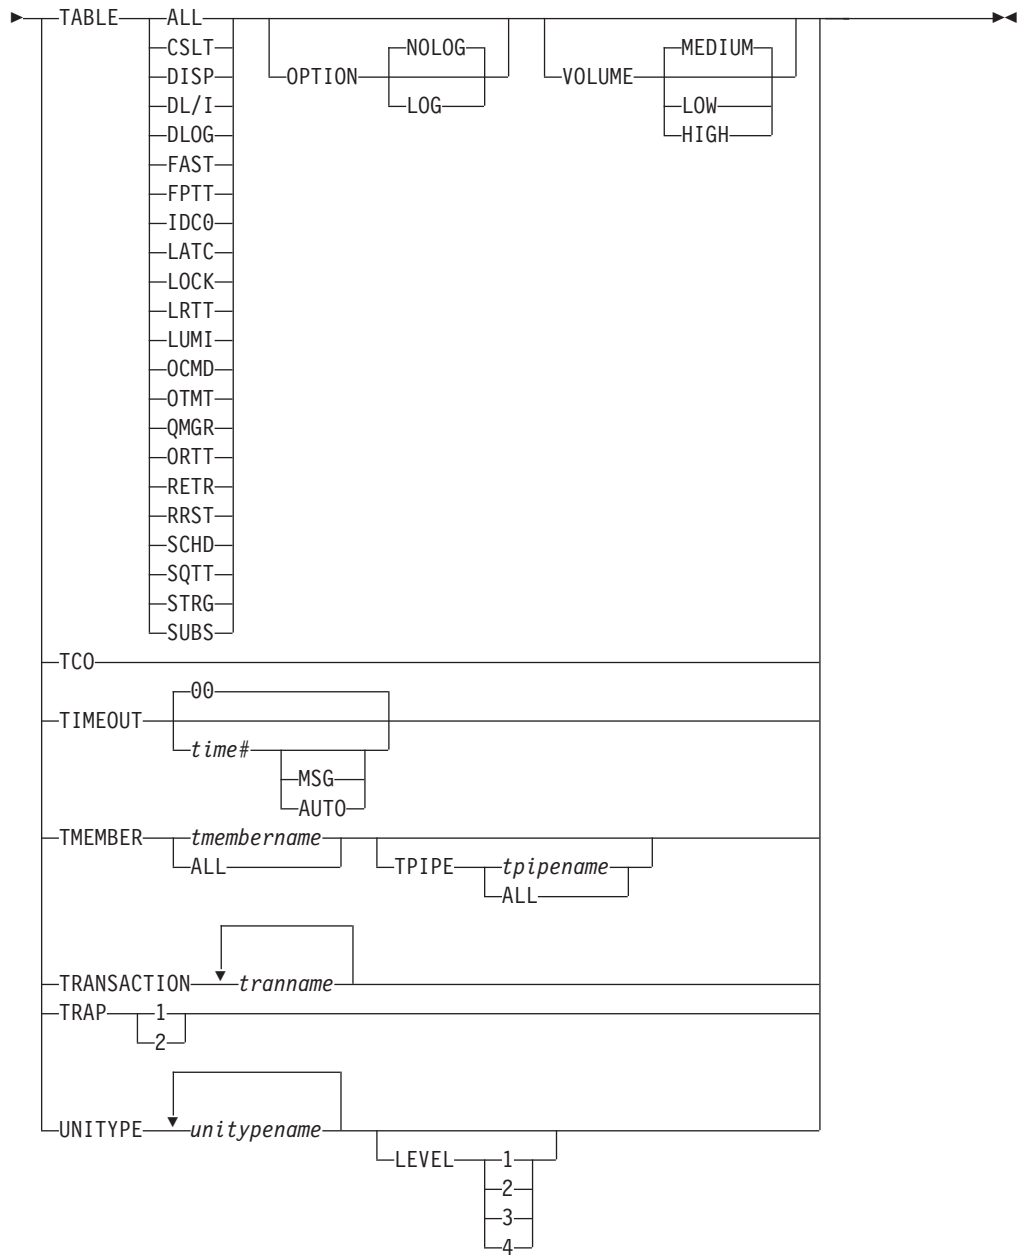 TABLE ALL
CSLT NOLOG MEDIUM
DISP OPTION VOLUME
DL/I LOG LOW
DLOG HIGH
FAST
FPTT
IDC0
LATC
LOCK
LRTT
LUMI
OCMD
OTMT
QMGR
ORTT
RETR
RRST
SCHD
SQTT
STRG
SUBS
TCO
00
TIMEOUT
time#
MSG
AUTO
TMEMBER tmembername
ALL TPIPE tpipename
ALL
TRANSACTION tranname
TRAP 1
2
UNITYPE unitypename
LEVEL 1
2
3
4